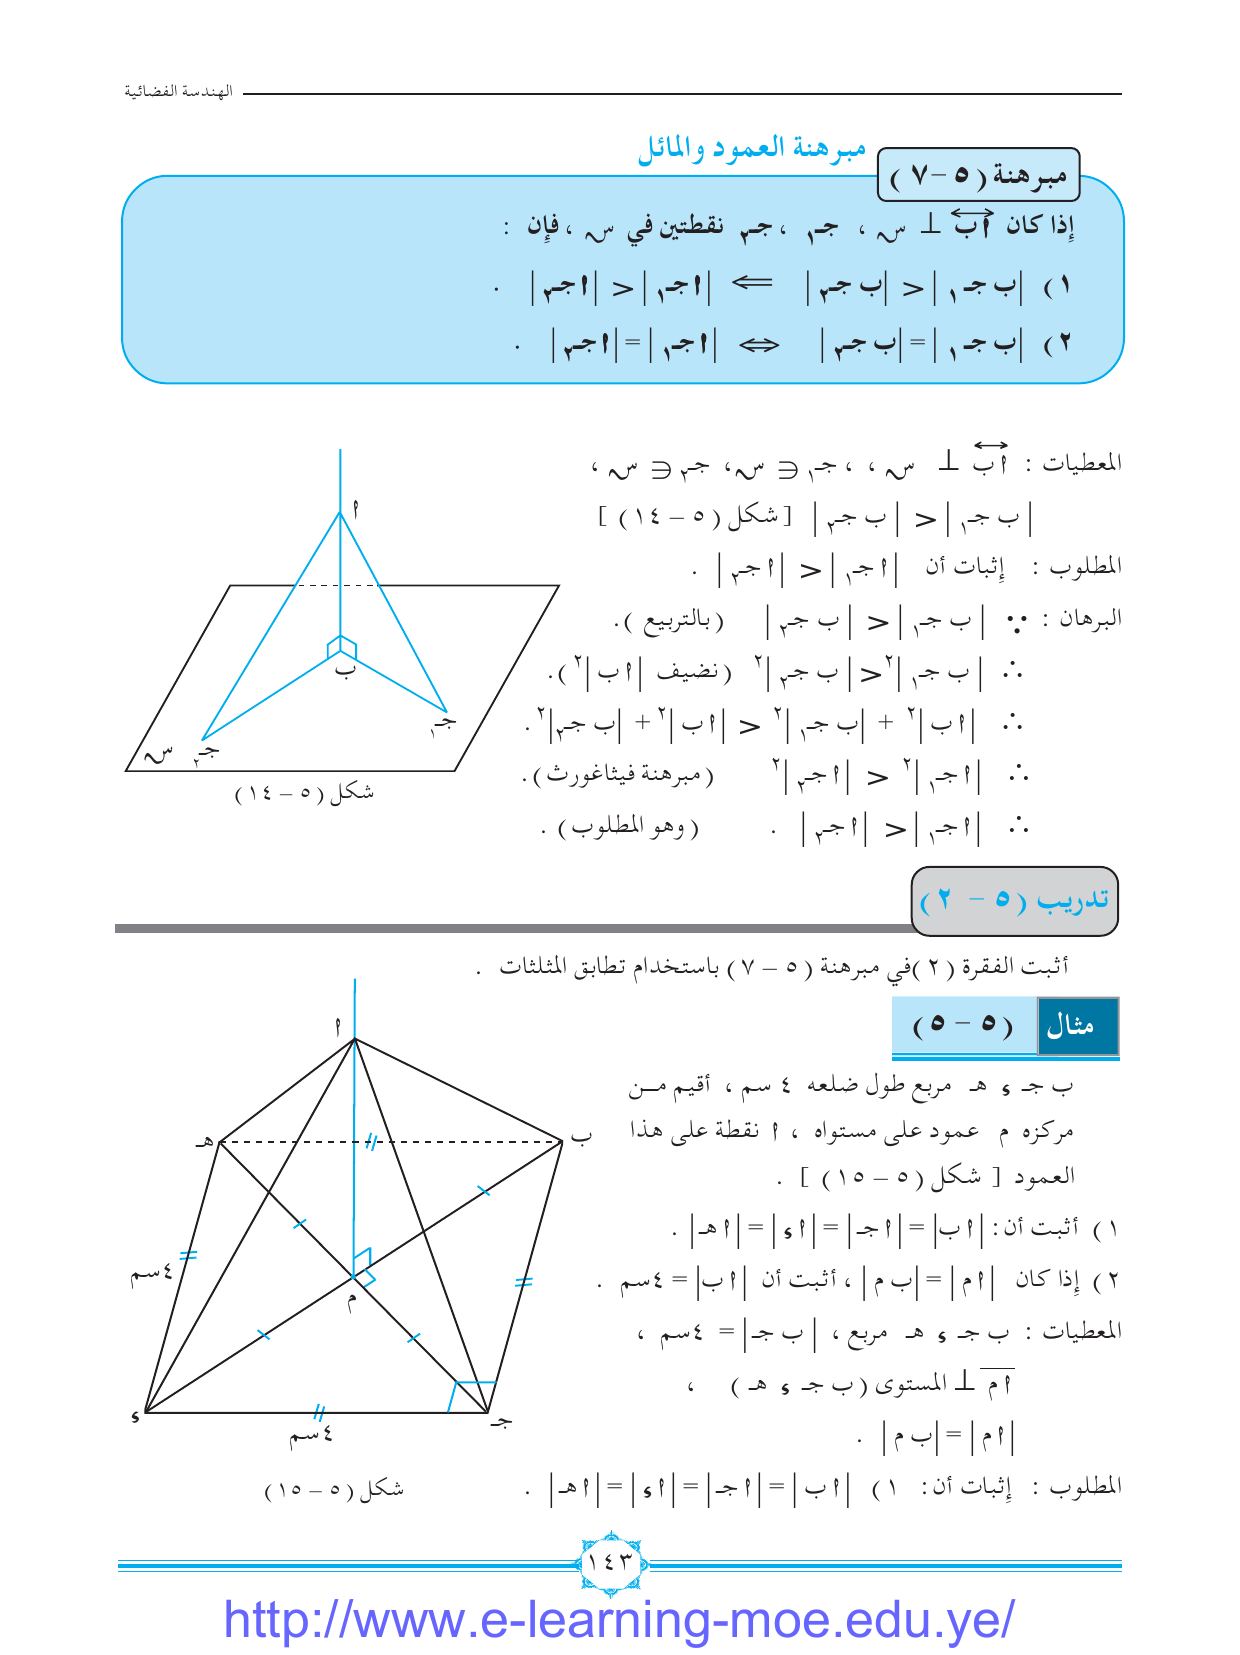 الهندسة الفضائية
مبرهنة العمود والمائل
مبرهنة ( ٥ – ٧ )
إذا كان ا ب ⊥ س ، جـ١ ، جـ٢ نقطتين في س ، فإن :
١ ) |ب جـ١| < |ب جـ٢| ⇐ |ا جـ١| < |ا جـ٢| .
٢ ) |ب جـ١| = |ب جـ٢| ⇔ |ا جـ١| = |ا جـ٢| .
المعطيات : ا ب ⊥ س ، ، جـ١ ∋ س ، جـ٢ ∋ س ،
|ب جـ١| < |ب جـ٢| [ شكل ( ٥ – ١٤ ) ]
المطلوب : إثبات أن |ا جـ١| < |ا جـ٢| .
البرهان : ∵ |ب جـ١| < |ب جـ٢| ( بالتربيع ) .
∴ |ب جـ١|٢ < |ب جـ٢|٢ ( نضيف |ا ب|٢ ) .
∴ |ا ب|٢ + |ب جـ١|٢ < |ا ب|٢ + |ب جـ٢|٢ .
∴ |ا جـ١|٢ < |ا جـ٢|٢ ( مبرهنة فيثاغورث ) .
∴ |ا جـ١| < |ا جـ٢| . ( وهو المطلوب ) .
ا
ب
جـ١
جـ٢
س
شكل ( ٥ – ١٤ )
تدريب ( ٥ – ٢ )
أثبت الفقرة ( ٢ )في مبرهنة ( ٥ – ٧ ) باستخدام تطابق المثلثات .
مثال ( ٥ – ٥ )
ب جـ ء هـ مربع طول ضلعه ٤ سم ، أقيم مـن
مركزه م عمود على مستواه ، ا نقطة على هذا
العمود [ شكل ( ٥ – ١٥ ) ] .
١ ) أثبت أن : |ا ب| = |ا جـ| = |ا ء| = |ا هـ| .
٢ ) إذا كان |ا م| = |ب م| ، أثبت أن |ا ب| = ٤سم .
المعطيات : ب جـ ء هـ مربع ، |ب جـ| = ٤سم ،
ا م ⊥ المستوى ( ب جـ ء هـ ) ،
|ا م| = |ب م| .
المطلوب : إثبات أن : ١ ) |ا ب| = |ا جـ| = |ا ء| = |ا هـ| .
ا
هـ
ب
٤سم
م
ء
جـ
٤سم
شكل ( ٥ – ١٥ )
١٤٣
http://www.e-learning-moe.edu.ye/